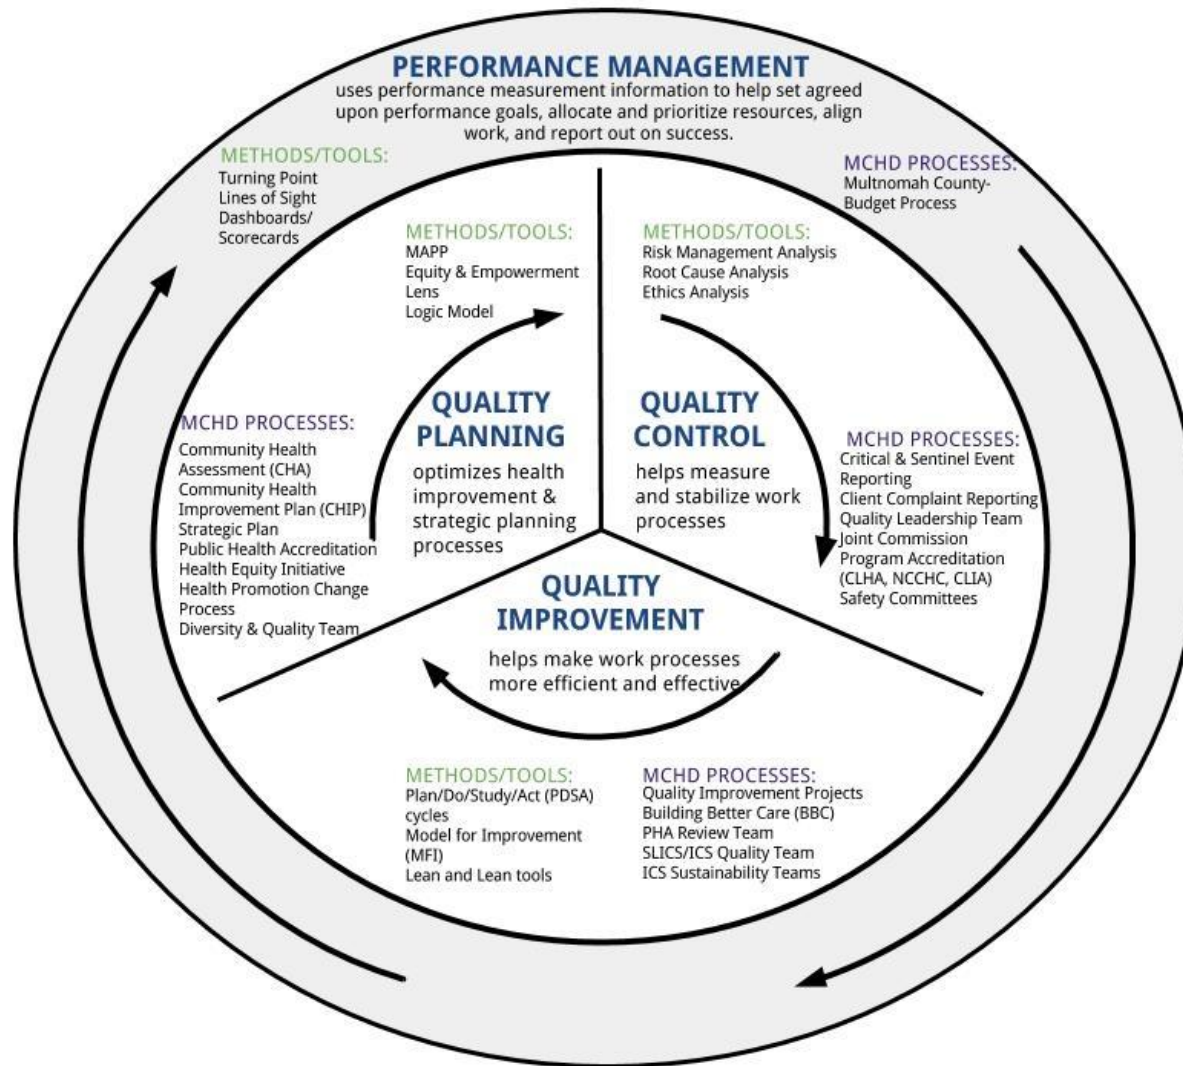 PERFORMANCE MANAGEMENT
uses performance measurement information to help set agreed
upon performance goals, allocate and prioritize resources, align
work, and report out on success.
METHODS/TOOLS:
Turning Point
Lines of Sight
Dashboards/
Scorecards
MCHD PROCESSES:
Multnomah County-
Budget Process
METHODS/TOOLS:
MAPP
Equity & Empowerment
Lens
Logic Model
QUALITY
PLANNING
optimizes health
improvement &
strategic planning
processes
MCHD PROCESSES:
Community Health
Assessment (CHA)
Community Health
Improvement Plan (CHIP)
Strategic Plan
Public Health Accreditation
Health Equity Initiative
Health Promotion Change
Process
Diversity & Quality Team
METHODS/TOOLS:
Risk Management Analysis
Root Cause Analysis
Ethics Analysis
QUALITY
CONTROL
helps measure
and stabilize work
processes
MCHD PROCESSES:
Critical & Sentinel Event
Reporting
Client Complaint Reporting
Quality Leadership Team
Joint Commission
Program Accreditation
(CLHA, NCCHC, CLIA)
Safety Committees
QUALITY
IMPROVEMENT
helps make work processes
more efficient and effective
METHODS/TOOLS:
Plan/Do/Study/Act (PDSA)
cycles
Model for Improvement
(MFI)
Lean and Lean tools
MCHD PROCESSES:
Quality Improvement Projects
Building Better Care (BBC)
PHA Review Team
SLICS/ICS Quality Team
ICS Sustainability Teams